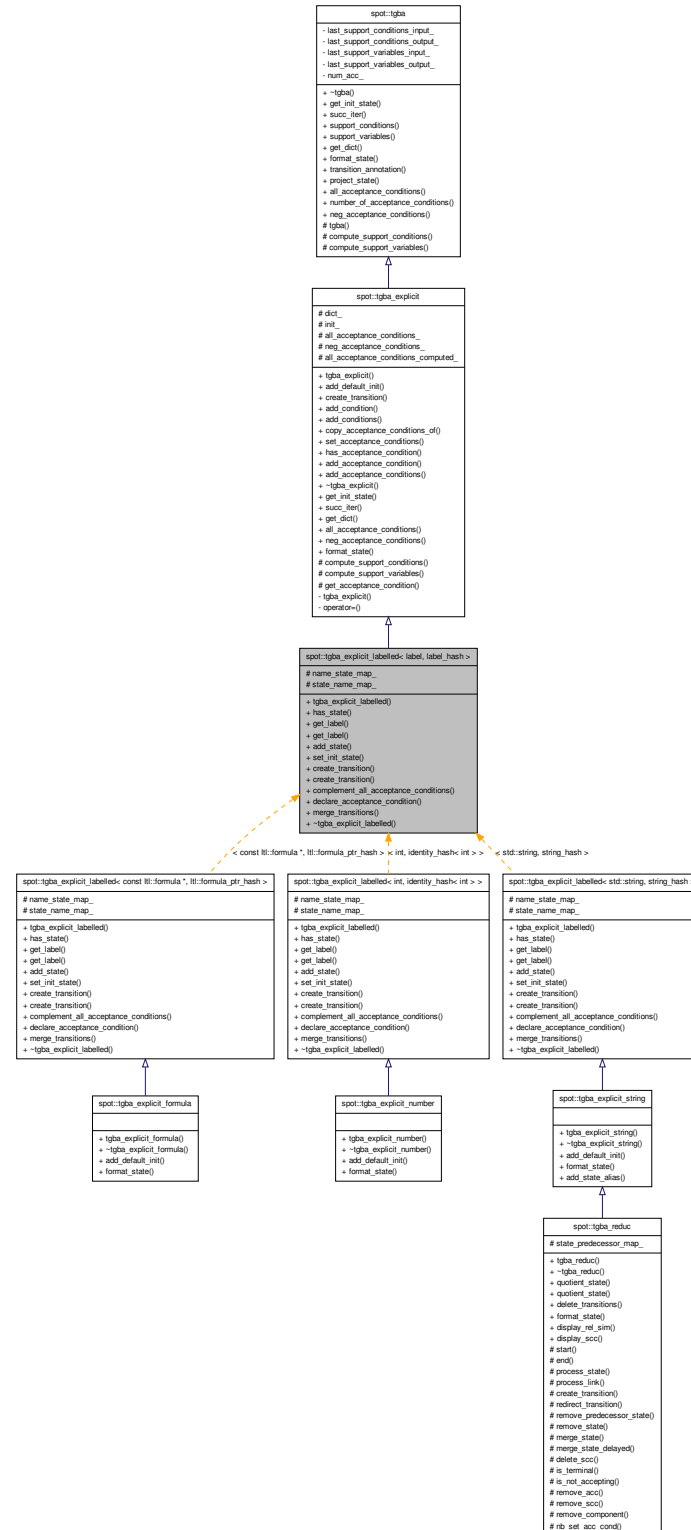 spot::tgba
- last_support_conditions_input_
- last_support_conditions_output_
- last_support_variables_input_
- last_support_variables_output_
- num_acc_
+ ~tgba()
+ get_init_state()
+ succ_iter()
+ support_conditions()
+ support_variables()
+ get_dict()
+ format_state()
+ transition_annotation()
+ project_state()
+ all_acceptance_conditions()
+ number_of_acceptance_conditions()
+ neg_acceptance_conditions()
# tgba()
# compute_support_conditions()
# compute_support_variables()
spot::tgba_explicit
# dict_
# init_
# all_acceptance_conditions_
# neg_acceptance_conditions_
# all_acceptance_conditions_computed_
+ tgba_explicit()
+ add_default_init()
+ create_transition()
+ add_condition()
+ add_conditions()
+ copy_acceptance_conditions_of()
+ set_acceptance_conditions()
+ has_acceptance_condition()
+ add_acceptance_condition()
+ add_acceptance_conditions()
+ ~tgba_explicit()
+ get_init_state()
+ succ_iter()
+ get_dict()
+ all_acceptance_conditions()
+ neg_acceptance_conditions()
+ format_state()
# compute_support_conditions()
# compute_support_variables()
# get_acceptance_condition()
- tgba_explicit()
- operator=()
spot::tgba_explicit_labelled< label, label_hash >
# name_state_map_
# state_name_map_
+ tgba_explicit_labelled()
+ has_state()
+ get_label()
+ get_label()
+ add_state()
+ set_init_state()
+ create_transition()
+ create_transition()
+ complement_all_acceptance_conditions()
+ declare_acceptance_condition()
+ merge_transitions()
+ ~tgba_explicit_labelled()
< const ltl::formula *, ltl::formula_ptr_hash >
< int, identity_hash< int > >
< std::string, string_hash >
spot::tgba_explicit_labelled< const ltl::formula *, ltl::formula_ptr_hash >
# name_state_map_
# state_name_map_
+ tgba_explicit_labelled()
+ has_state()
+ get_label()
+ get_label()
+ add_state()
+ set_init_state()
+ create_transition()
+ create_transition()
+ complement_all_acceptance_conditions()
+ declare_acceptance_condition()
+ merge_transitions()
+ ~tgba_explicit_labelled()
spot::tgba_explicit_labelled< int, identity_hash< int > >
# name_state_map_
# state_name_map_
+ tgba_explicit_labelled()
+ has_state()
+ get_label()
+ get_label()
+ add_state()
+ set_init_state()
+ create_transition()
+ create_transition()
+ complement_all_acceptance_conditions()
+ declare_acceptance_condition()
+ merge_transitions()
+ ~tgba_explicit_labelled()
spot::tgba_explicit_labelled< std::string, string_hash >
# name_state_map_
# state_name_map_
+ tgba_explicit_labelled()
+ has_state()
+ get_label()
+ get_label()
+ add_state()
+ set_init_state()
+ create_transition()
+ create_transition()
+ complement_all_acceptance_conditions()
+ declare_acceptance_condition()
+ merge_transitions()
+ ~tgba_explicit_labelled()
spot::tgba_explicit_formula
+ tgba_explicit_formula()
+ ~tgba_explicit_formula()
+ add_default_init()
+ format_state()
spot::tgba_explicit_number
+ tgba_explicit_number()
+ ~tgba_explicit_number()
+ add_default_init()
+ format_state()
spot::tgba_explicit_string
+ tgba_explicit_string()
+ ~tgba_explicit_string()
+ add_default_init()
+ format_state()
+ add_state_alias()
spot::tgba_reduc
# state_predecessor_map_
+ tgba_reduc()
+ ~tgba_reduc()
+ quotient_state()
+ quotient_state()
+ delete_transitions()
+ format_state()
+ display_rel_sim()
+ display_scc()
# start()
# end()
# process_state()
# process_link()
# create_transition()
# redirect_transition()
# remove_predecessor_state()
# remove_state()
# merge_state()
# merge_state_delayed()
# delete_scc()
# is_terminal()
# is_not_accepting()
# remove_acc()
# remove_scc()
# remove_component()
# nb_set_acc_cond()